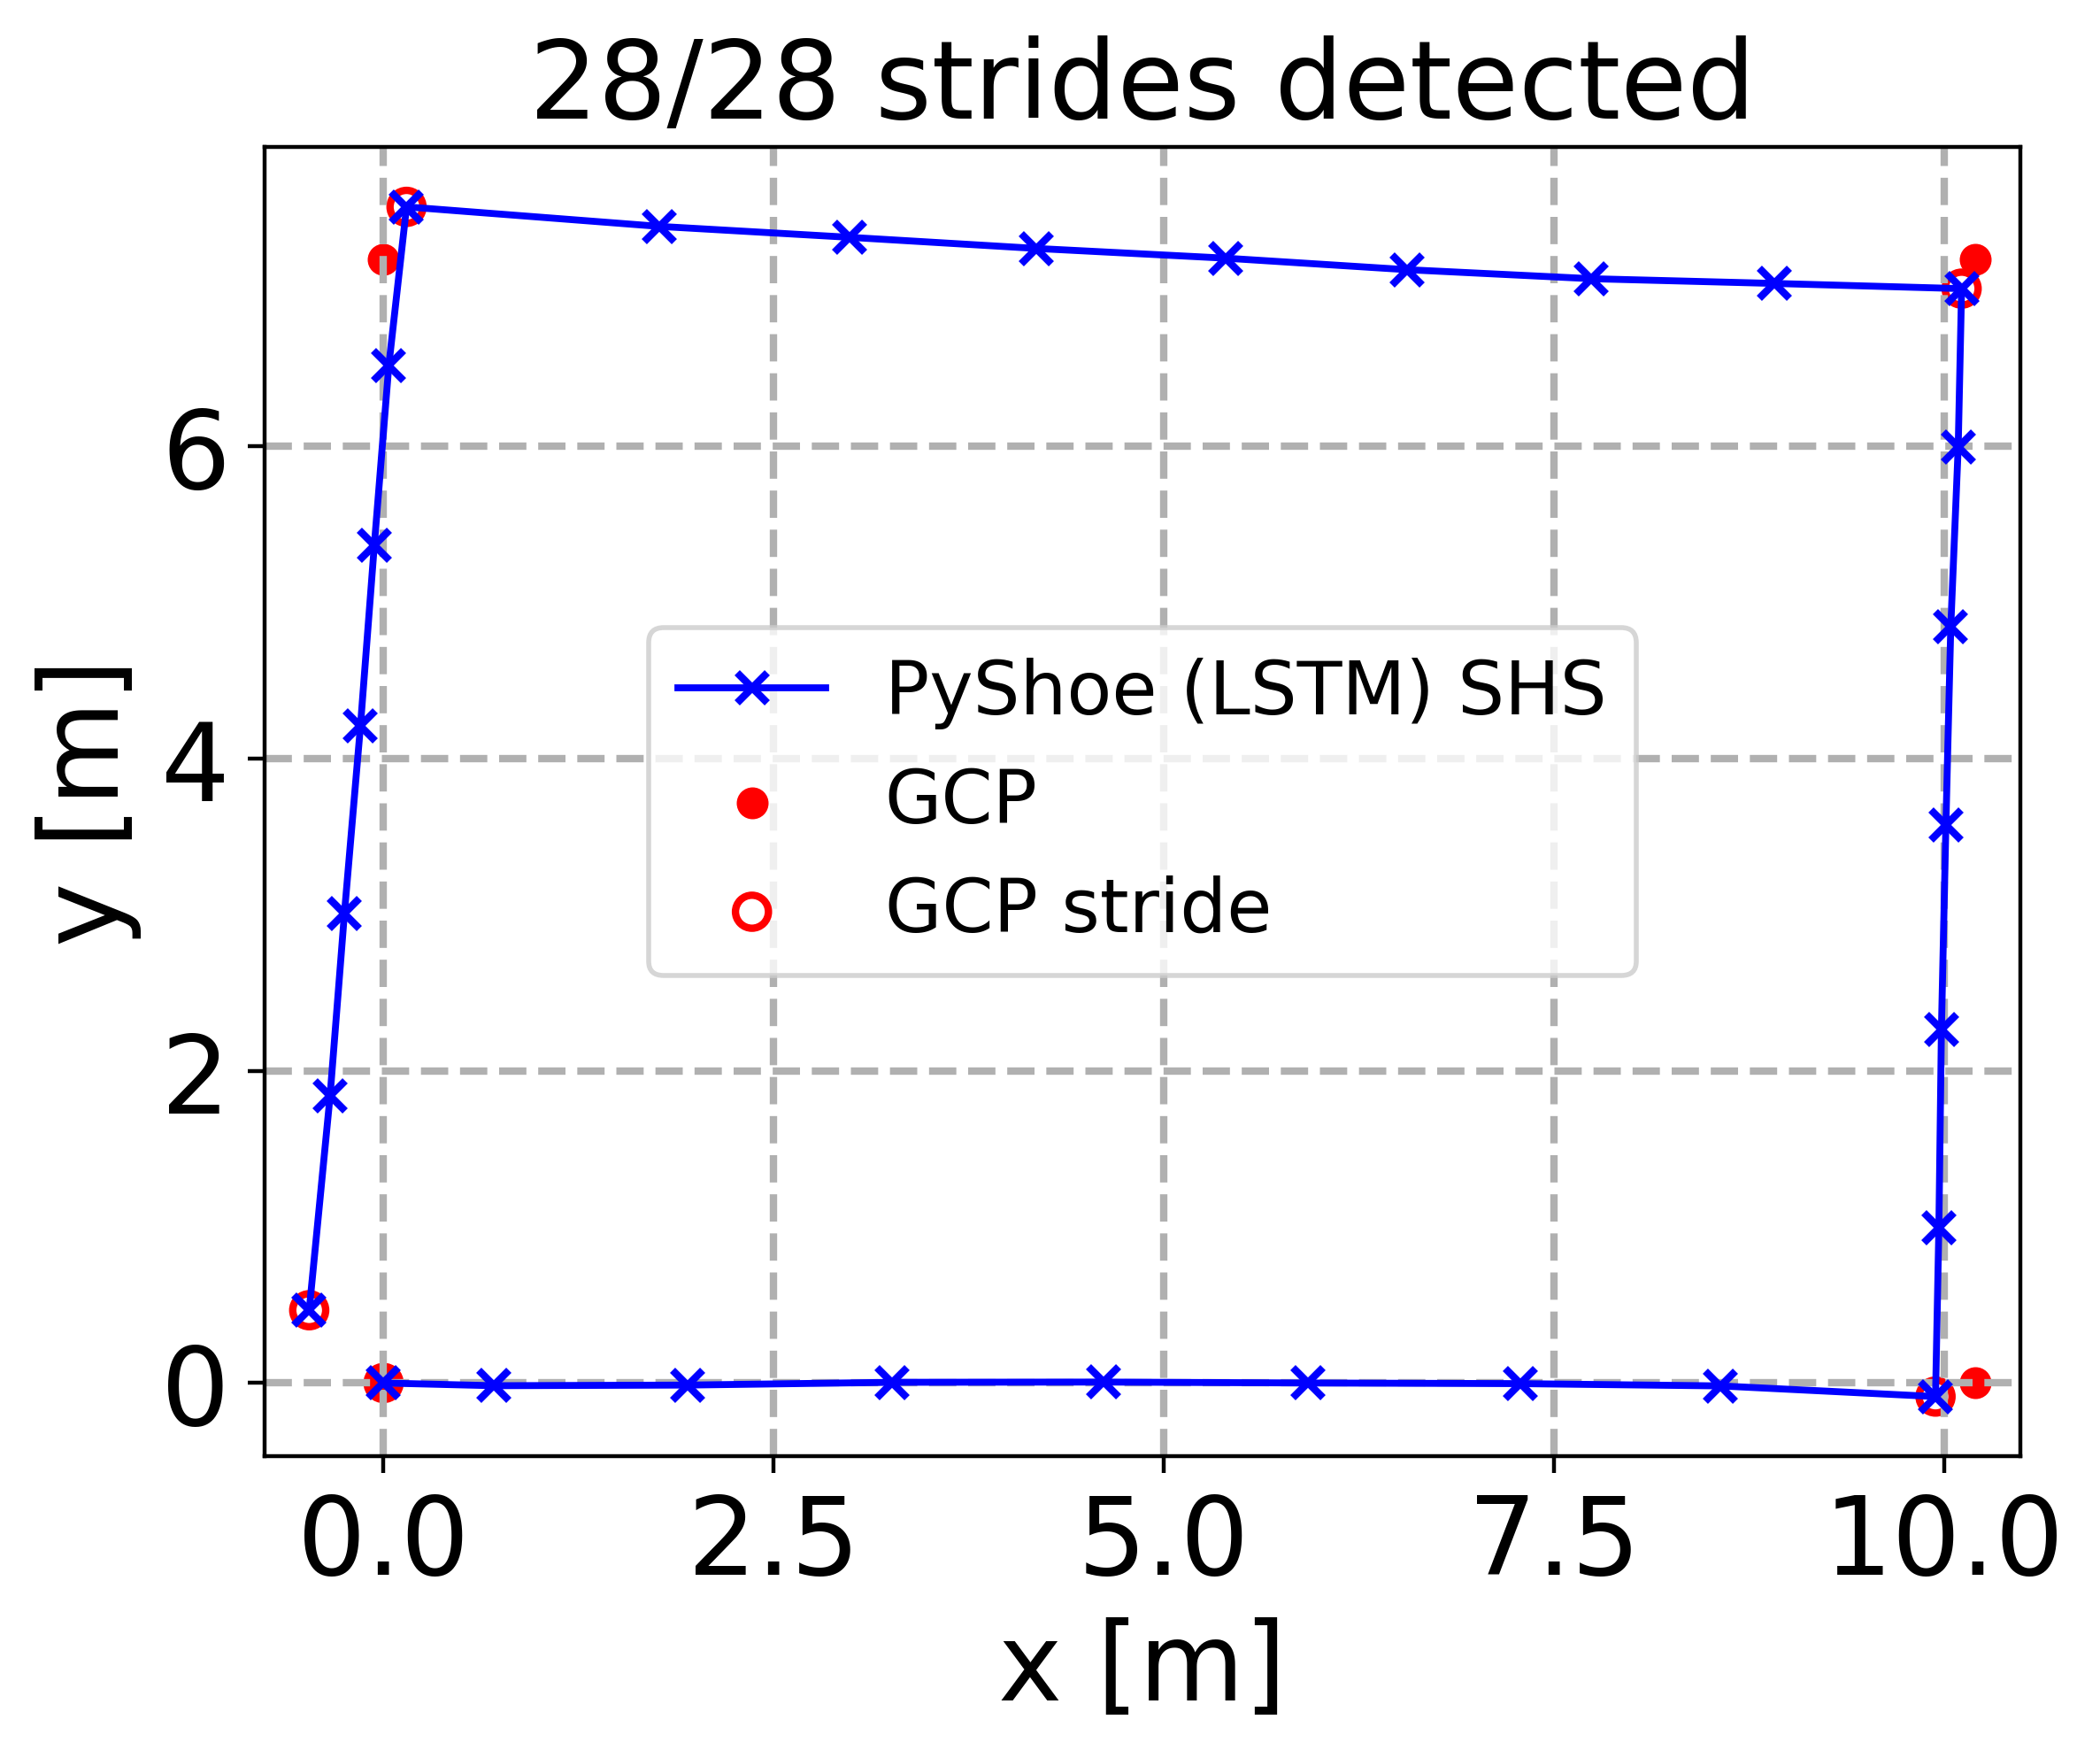 28/28 strides detected
y [m]
6
4
2
0
PyShoe (LSTM) SHS
GCP
GCP stride
0.0 2.5 5.0 7.5 10.0
x [m]